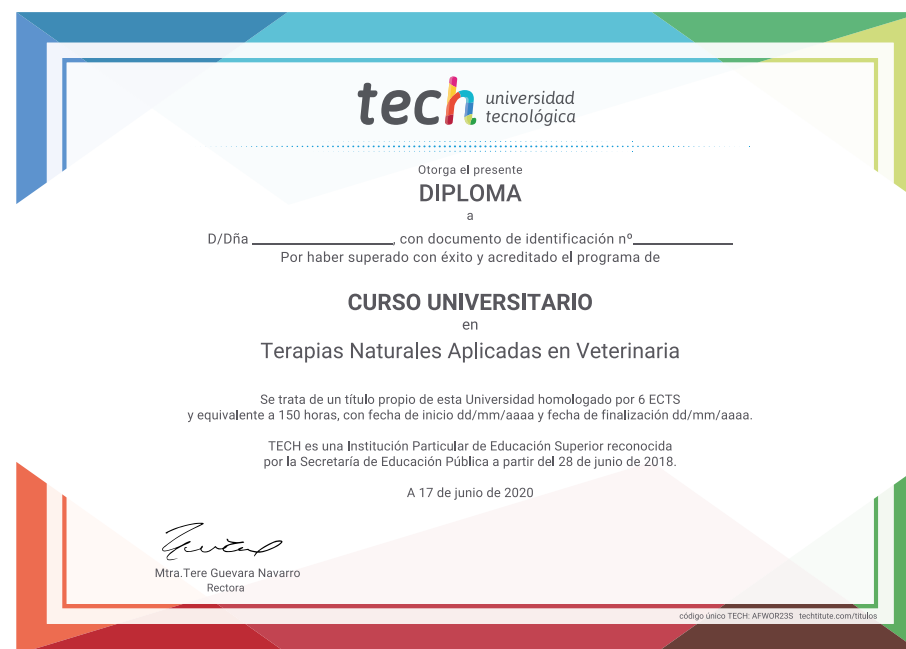 tech universidad
tecnológica
Otorga el presente
DIPLOMA
a
D/Dña ____________________, con documento de identificación nº______________
Por haber superado con éxito y acreditado el programa de
CURSO UNIVERSITARIO
en
Terapias Naturales Aplicadas en Veterinaria
Se trata de un título propio de esta Universidad homologado por 6 ECTS
y equivalente a 150 horas, con fecha de inicio dd/mm/aaaa y fecha de finalización dd/mm/aaaa.
TECH es una Institución Particular de Educación Superior reconocida
por la Secretaría de Educación Pública a partir del 28 de junio de 2018.
A 17 de junio de 2020
Mtra.Tere Guevara Navarro
Rectora
código único TECH: AFWOR23S techtitute.com/titulos